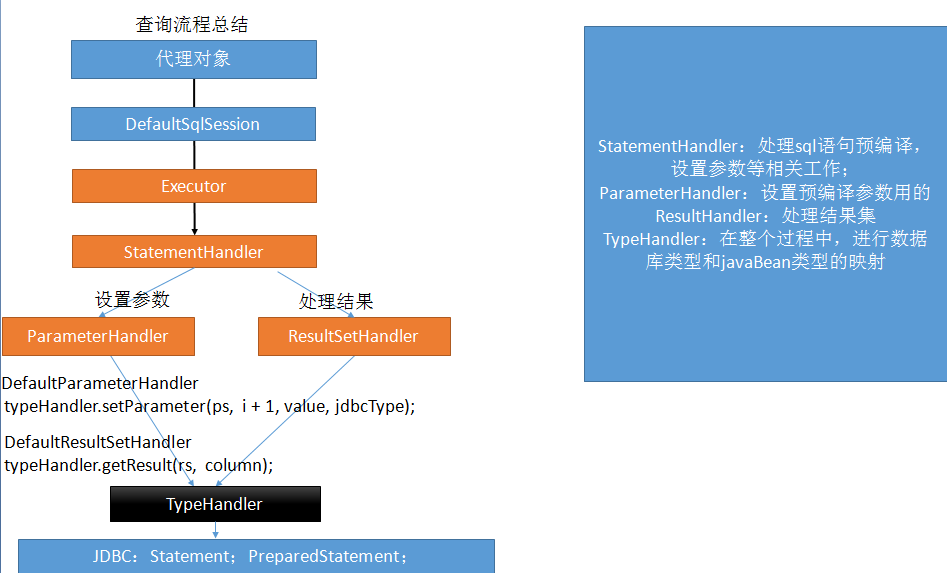 查询流程总结
代理对象
DefaultSqlSession
Executor
StatementHandler
设置参数
处理结果
ParameterHandler
ResultSetHandler
DefaultParameterHandler
typeHandler.setParameter(ps, i + 1, value, jdbcType);
DefaultResultSetHandler
typeHandler.getResult(rs, column);
TypeHandler
JDBC：Statement；PreparedStatement；
StatementHandler：处理sql语句预编译，
设置参数等相关工作；
ParameterHandler：设置预编译参数用的
ResultHandler：处理结果集
TypeHandler：在整个过程中，进行数据
库类型和javaBean类型的映射